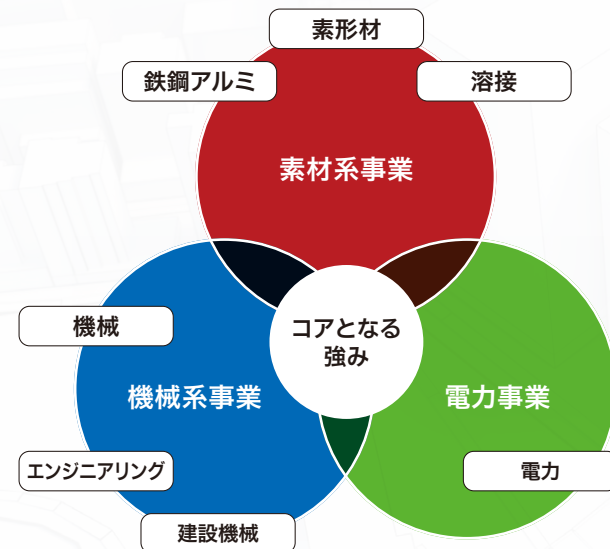 素形材
鉄鋼アルミ
溶接
素材系事業
コアとなる
強み
機械
機械系事業
エンジニアリング
建設機械
電力事業
電力